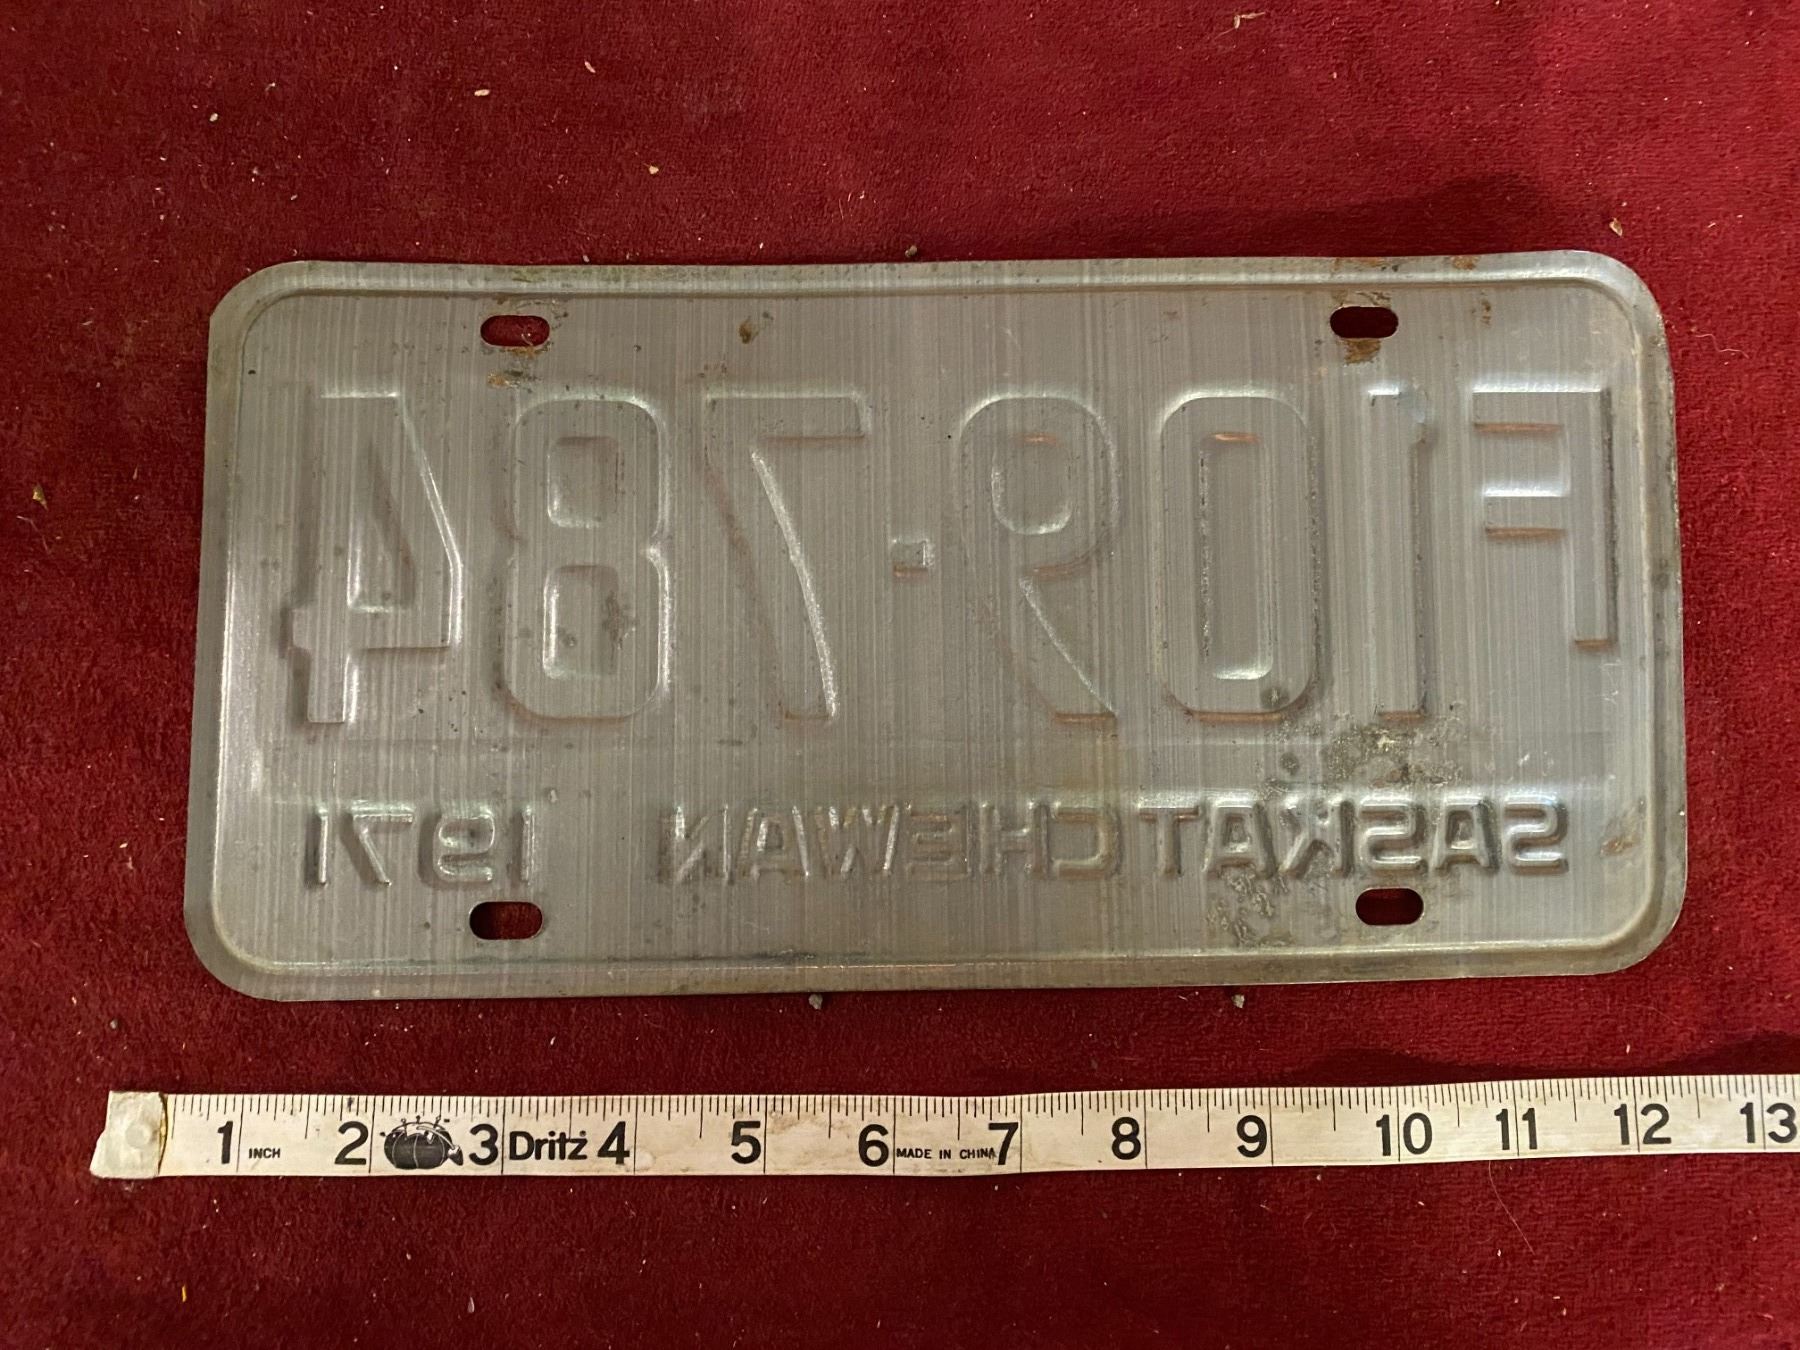 F109-784
SASKATCHEWAN 1971
1 INCH 2 3 Dritz 4 5 6 MADE IN CHINA 7 8 9 10 11 12 13